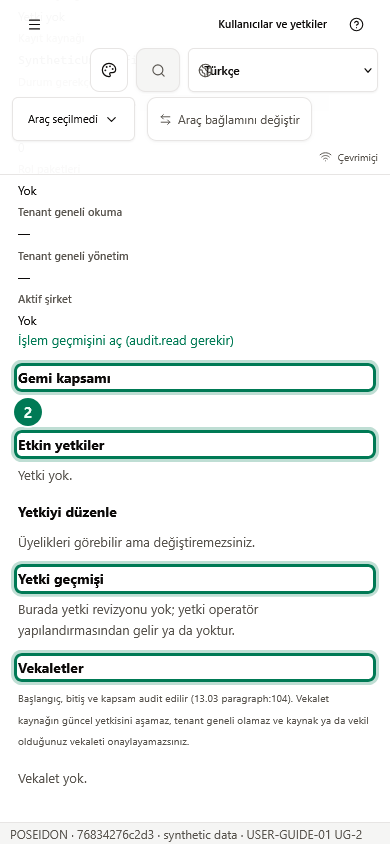 Kullanıcılar ve yetkiler
Türkçe
Araç seçilmedi
Araç bağlamını değiştir
Çevrimiçi
Yok
Tenant geneli okuma
—
Tenant geneli yönetim
—
Aktif şirket
Yok
İşlem geçmişini aç (audit.read gerekir)
Gemi kapsamı
2
Etkin yetkiler
Yetki yok.
Yetkiyi düzenle
Üyelikleri görebilir ama değiştiremezsiniz.
Yetki geçmişi
Burada yetki revizyonu yok; yetki operatör
yapılandırmasından gelir ya da yoktur.
Vekaletler
Başlangıç, bitiş ve kapsam audit edilir (13.03 paragraph:104). Vekalet
kaynağın güncel yetkisini aşamaz, tenant geneli olamaz ve kaynak ya da vekil
olduğunuz vekaleti onaylayamazsınız.
Vekalet yok.
POSEIDON · 76834276c2d3 · synthetic data · USER-GUIDE-01 UG-2